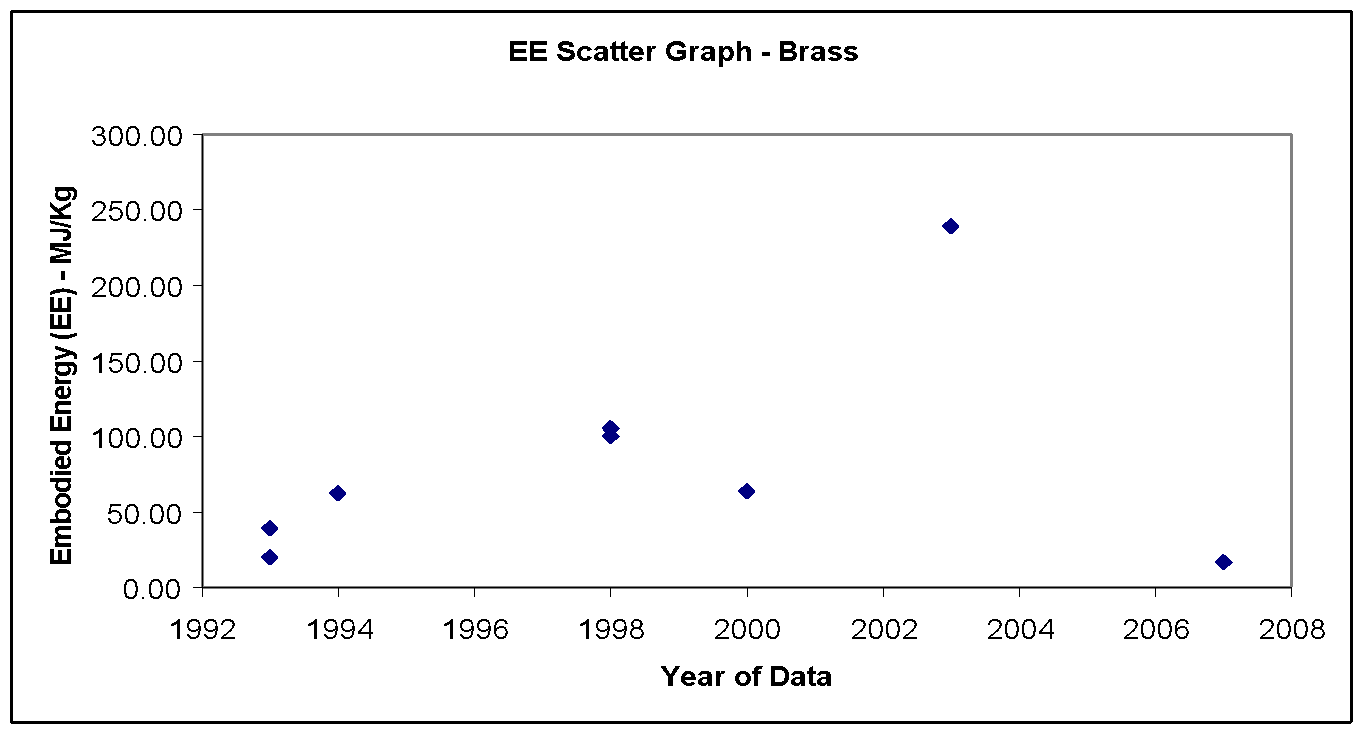 EE Scatter Graph - Brass
Embodied Energy (EE) - MJ/Kg
300.00
250.00
200.00
150.00
100.00
50.00
0.00
1992 1994 1996 1998 2000 2002 2004 2006 2008
Year of Data